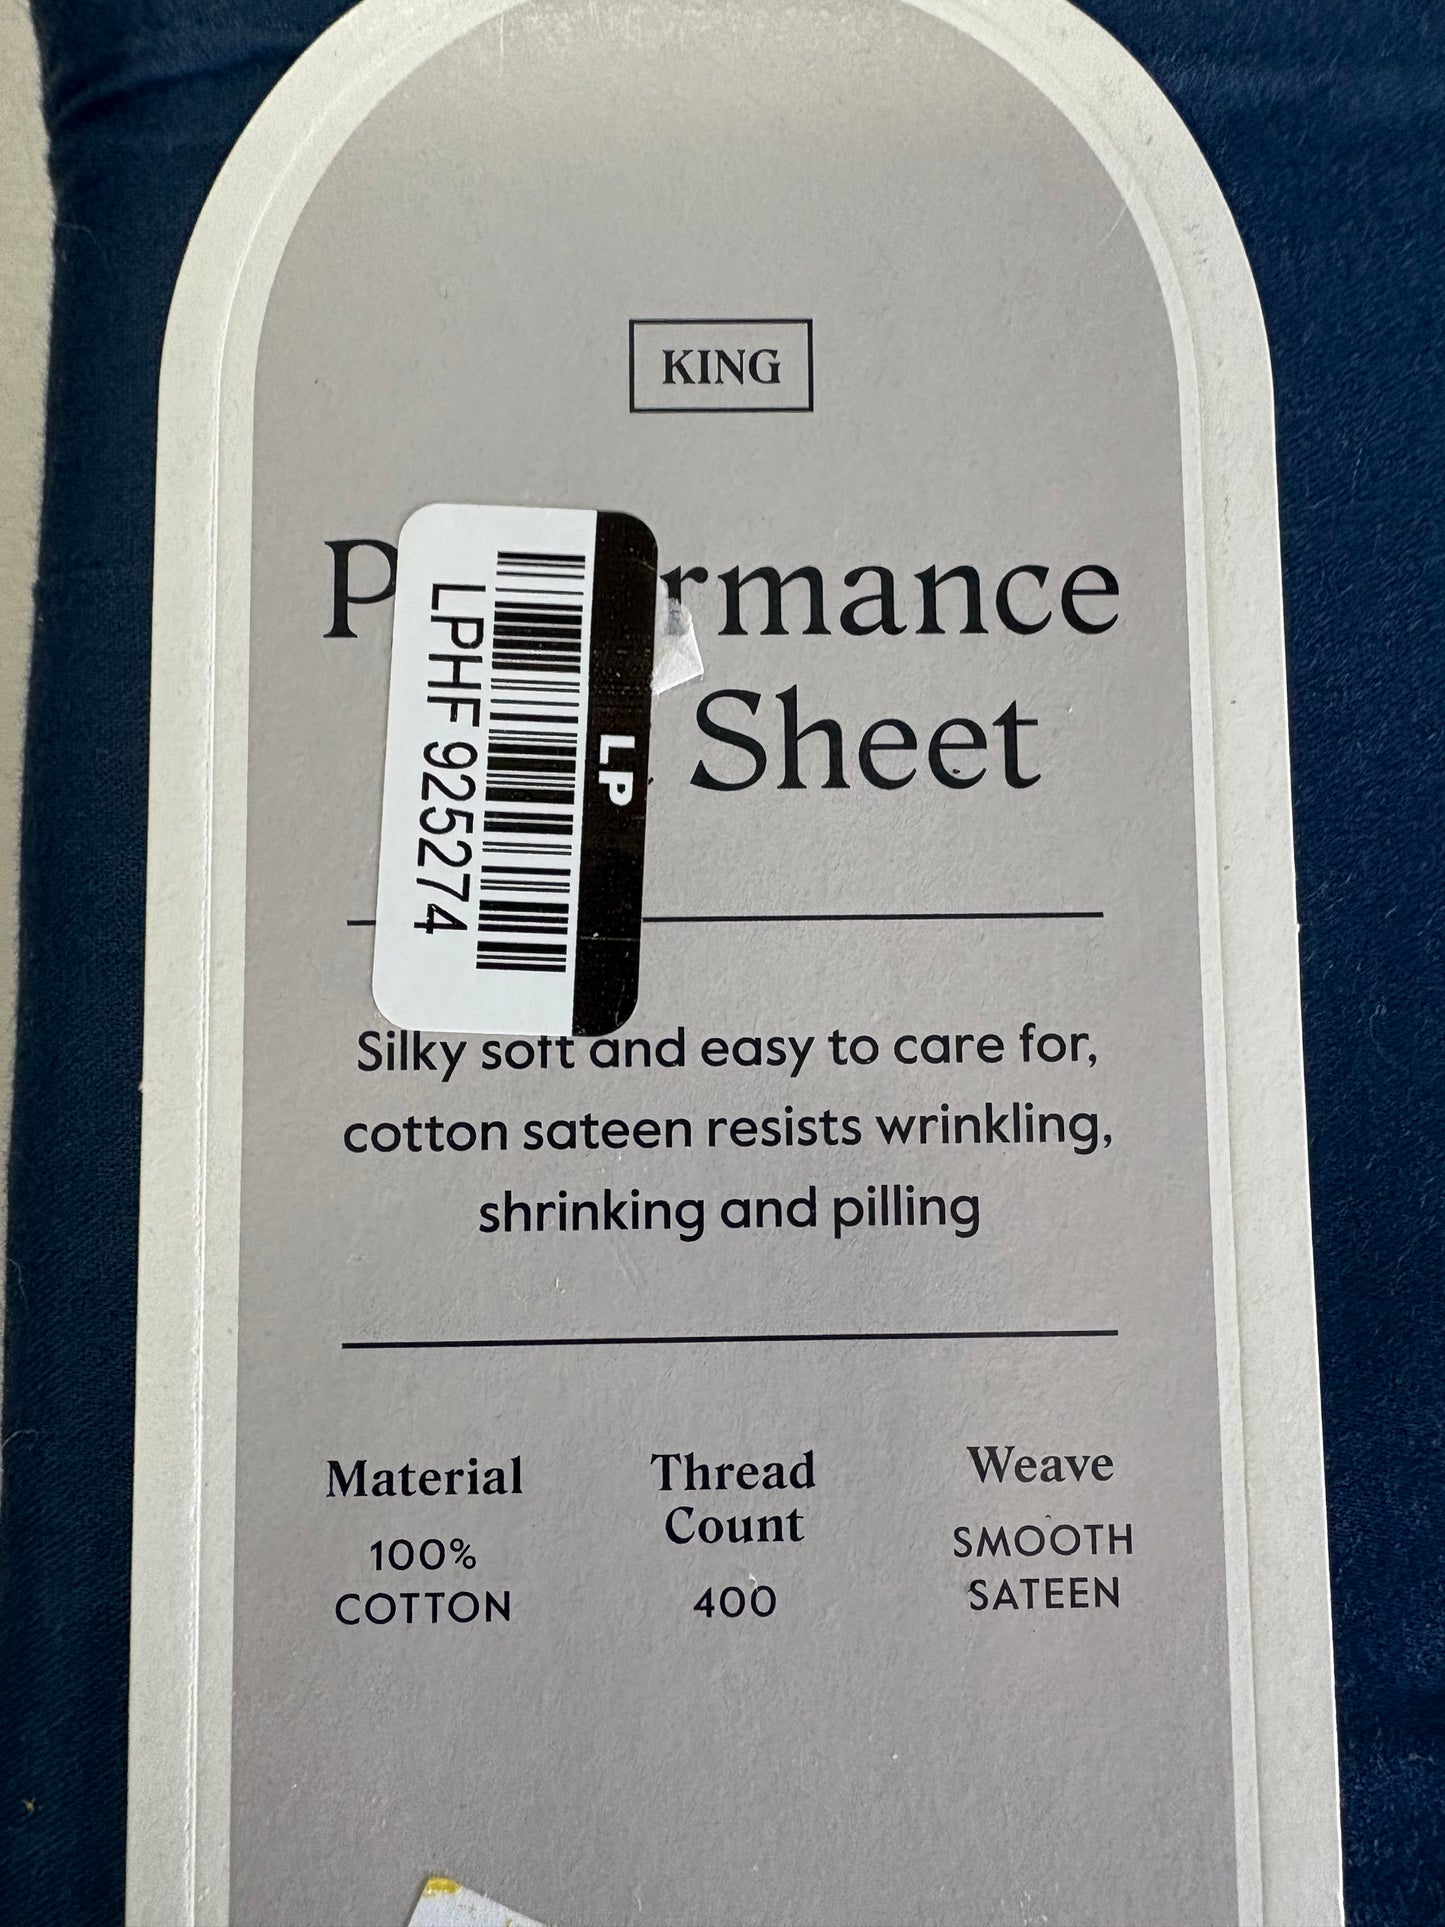 KING
Sheet
LPHF 925274
LP
Silky soft and easy to care for,
cotton sateen resists wrinkling,
shrinking and pilling
Material
100%
COTTON
Thread
Count
400
Weave
SMOOTH
SATEEN